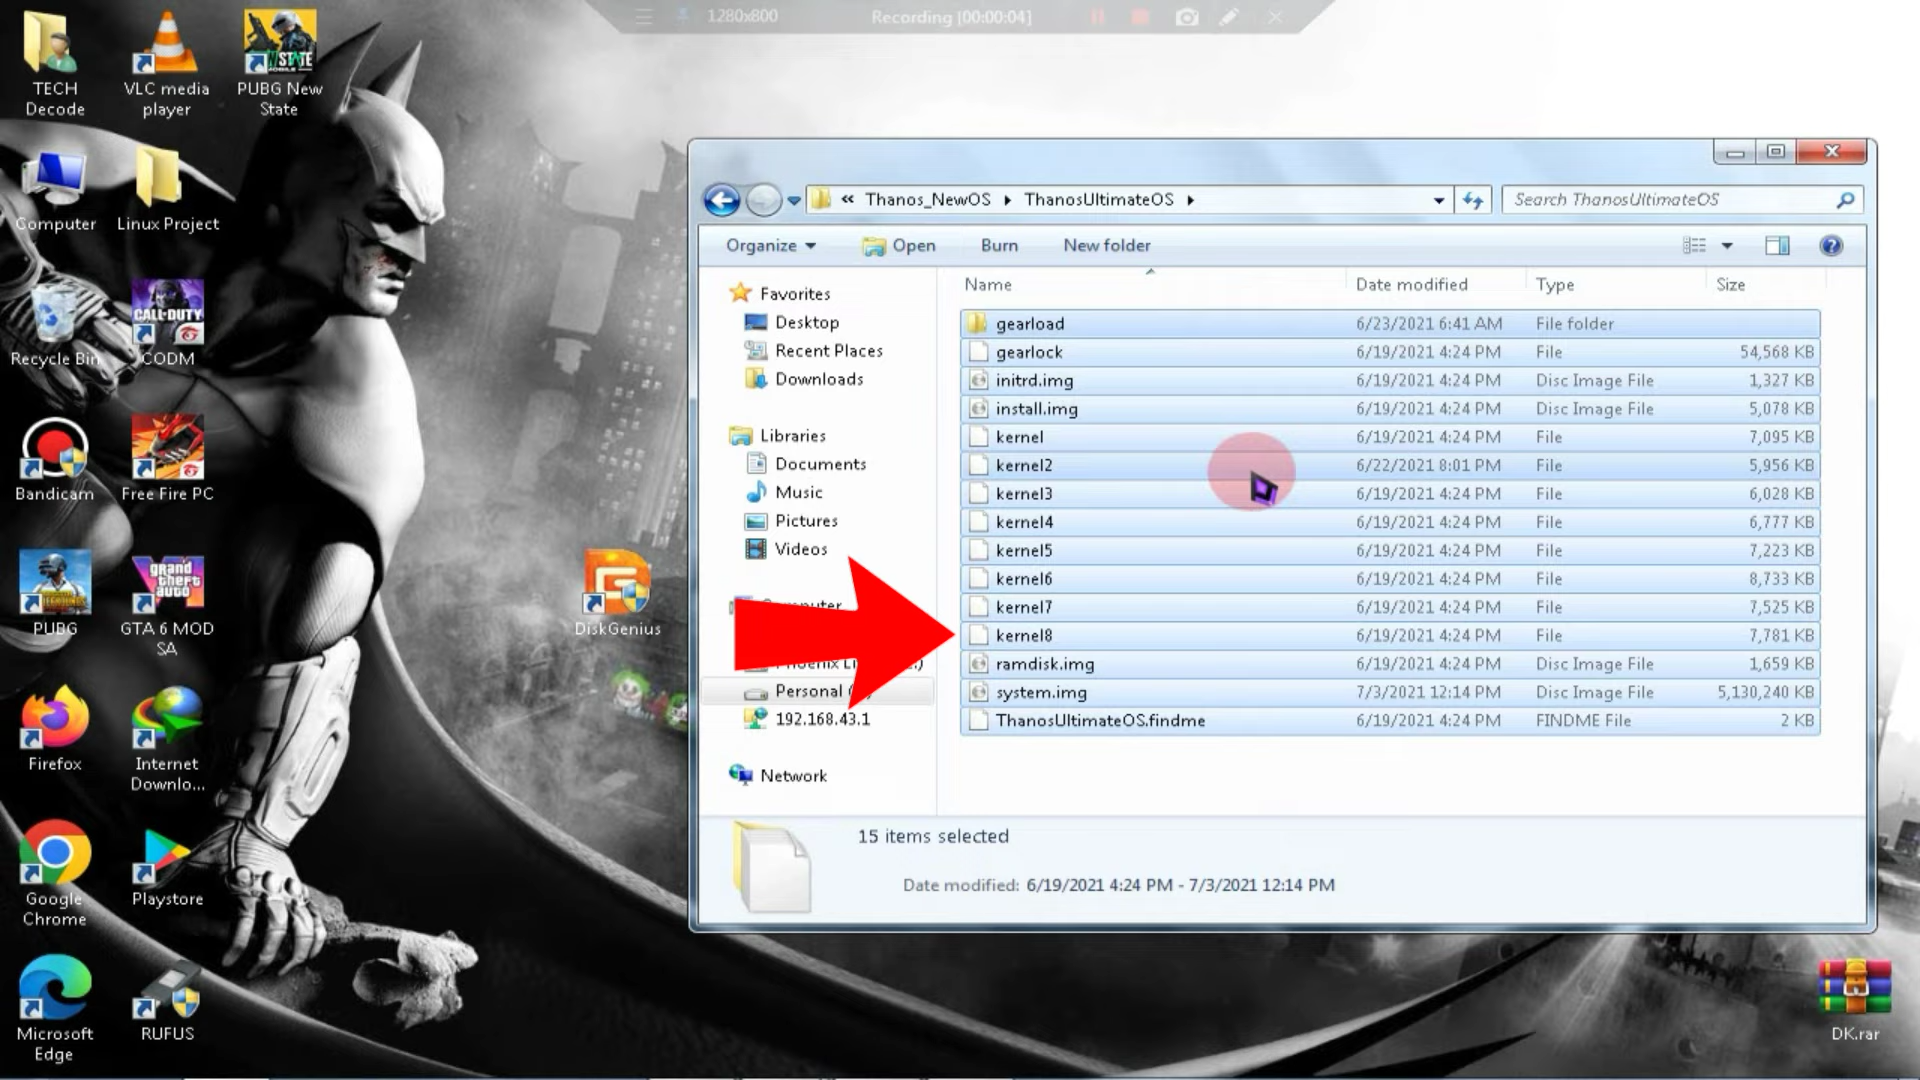 1280x800
Recording [00:00:04]
TECH
Decode
VLC media
player
PUBG New
State
Computer
Linux Project
Recycle Bin
CODM
Bandicam
Free Fire PC
PUBG
GTA 6 MOD
SA
DiskGenius
Firefox
Internet
Downlo...
Google
Chrome
Playstore
Microsoft
Edge
RUFUS
DK.rar
N STATE
CALL·DUTY
grand
theft
auto
« Thanos_NewOS ▸ ThanosUltimateOS ▸
Search ThanosUltimateOS
Organize
Open
Burn
New folder
Favorites
Desktop
Recent Places
Downloads
Libraries
Documents
Music
Pictures
Videos
Computer
Personal
192.168.43.1
Network
Name Date modified Type Size
gearload 6/23/2021 6:41 AM File folder
gearlock 6/19/2021 4:24 PM File 54,568 KB
initrd.img 6/19/2021 4:24 PM Disc Image File 1,327 KB
install.img 6/19/2021 4:24 PM Disc Image File 5,078 KB
kernel 6/19/2021 4:24 PM File 7,095 KB
kernel2 6/22/2021 8:01 PM File 5,956 KB
kernel3 6/19/2021 4:24 PM File 6,028 KB
kernel4 6/19/2021 4:24 PM File 6,777 KB
kernel5 6/19/2021 4:24 PM File 7,223 KB
kernel6 6/19/2021 4:24 PM File 8,733 KB
kernel7 6/19/2021 4:24 PM File 7,525 KB
kernel8 6/19/2021 4:24 PM File 7,781 KB
ramdisk.img 6/19/2021 4:24 PM Disc Image File 1,659 KB
system.img 7/3/2021 12:14 PM Disc Image File 5,130,240 KB
ThanosUltimateOS.findme 6/19/2021 4:24 PM FINDME File 2 KB
15 items selected
Date modified: 6/19/2021 4:24 PM - 7/3/2021 12:14 PM